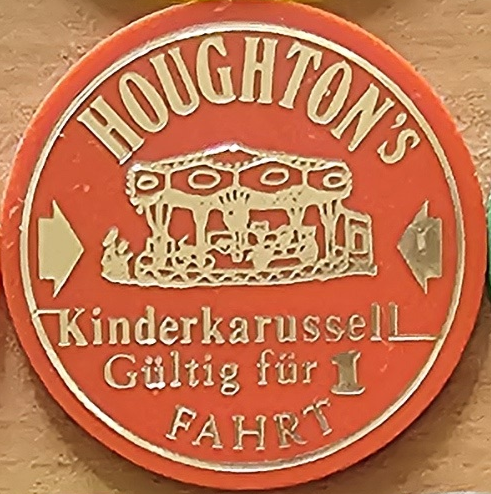 HOUGHTON'S
Kinderkarussell
Gültig für 1
FAHRT